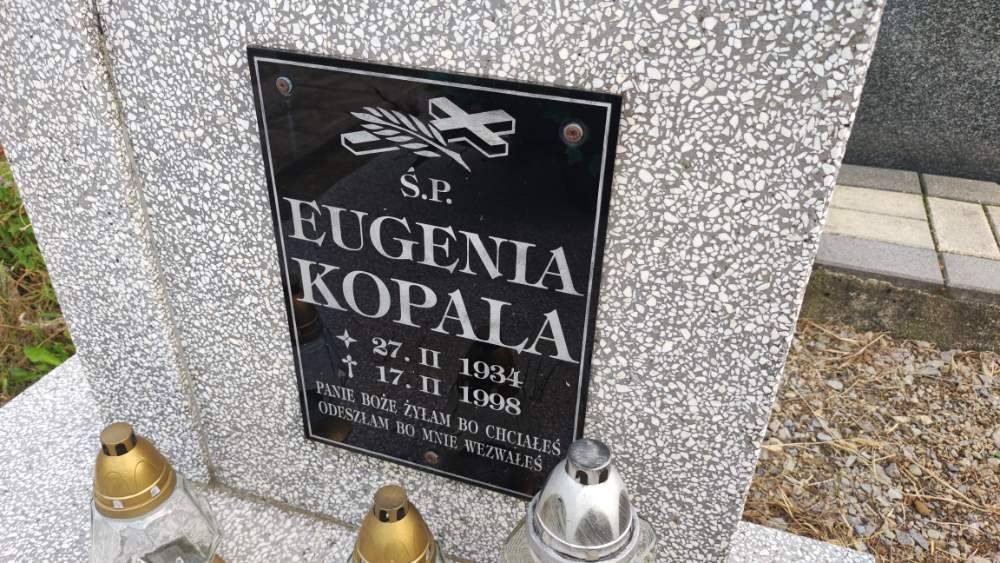 Ś.P.
EUGENIA
KOPALA
27. II 1934
17. II 1998
PANIE BOŻE ŻYŁAM BO CHCIAŁEŚ
ODESZŁAM BO MNIE WEZWAŁEŚ